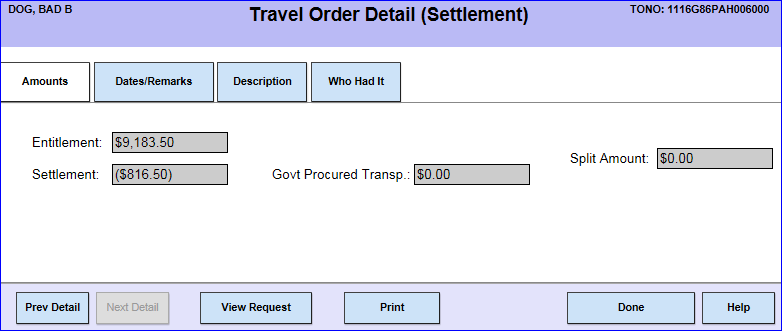 DOG, BAD B
Travel Order Detail (Settlement)
TONO: 1116G86PAH006000
Amounts
Dates/Remarks
Description
Who Had It
Entitlement: $9,183.50
Split Amount: $0.00
Settlement: ($816.50)
Govt Procured Transp.: $0.00
Prev Detail
Next Detail
View Request
Print
Done
Help